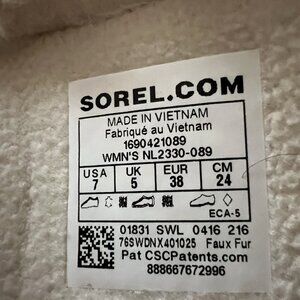 SOREL.COM
MADE IN VIETNAM
Fabriqué au Vietnam
1690421089
WMN'S NL2330-089
USA UK EUR CM
7 5 38 24
ECA-5
01831 SWL 0416 216
76SWDNX401025 Faux Fur
Pat CSCPatents.com
888667672996